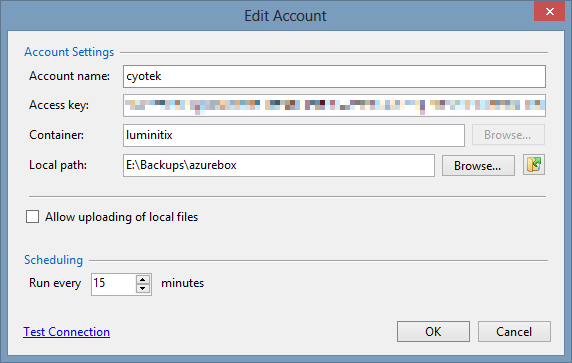 Edit Account
Account Settings
Account name: cyotek
Access key:
Container: luminitix Browse...
Local path: E:\Backups\azurebox Browse...
Allow uploading of local files
Scheduling
Run every 15 minutes
Test Connection OK Cancel